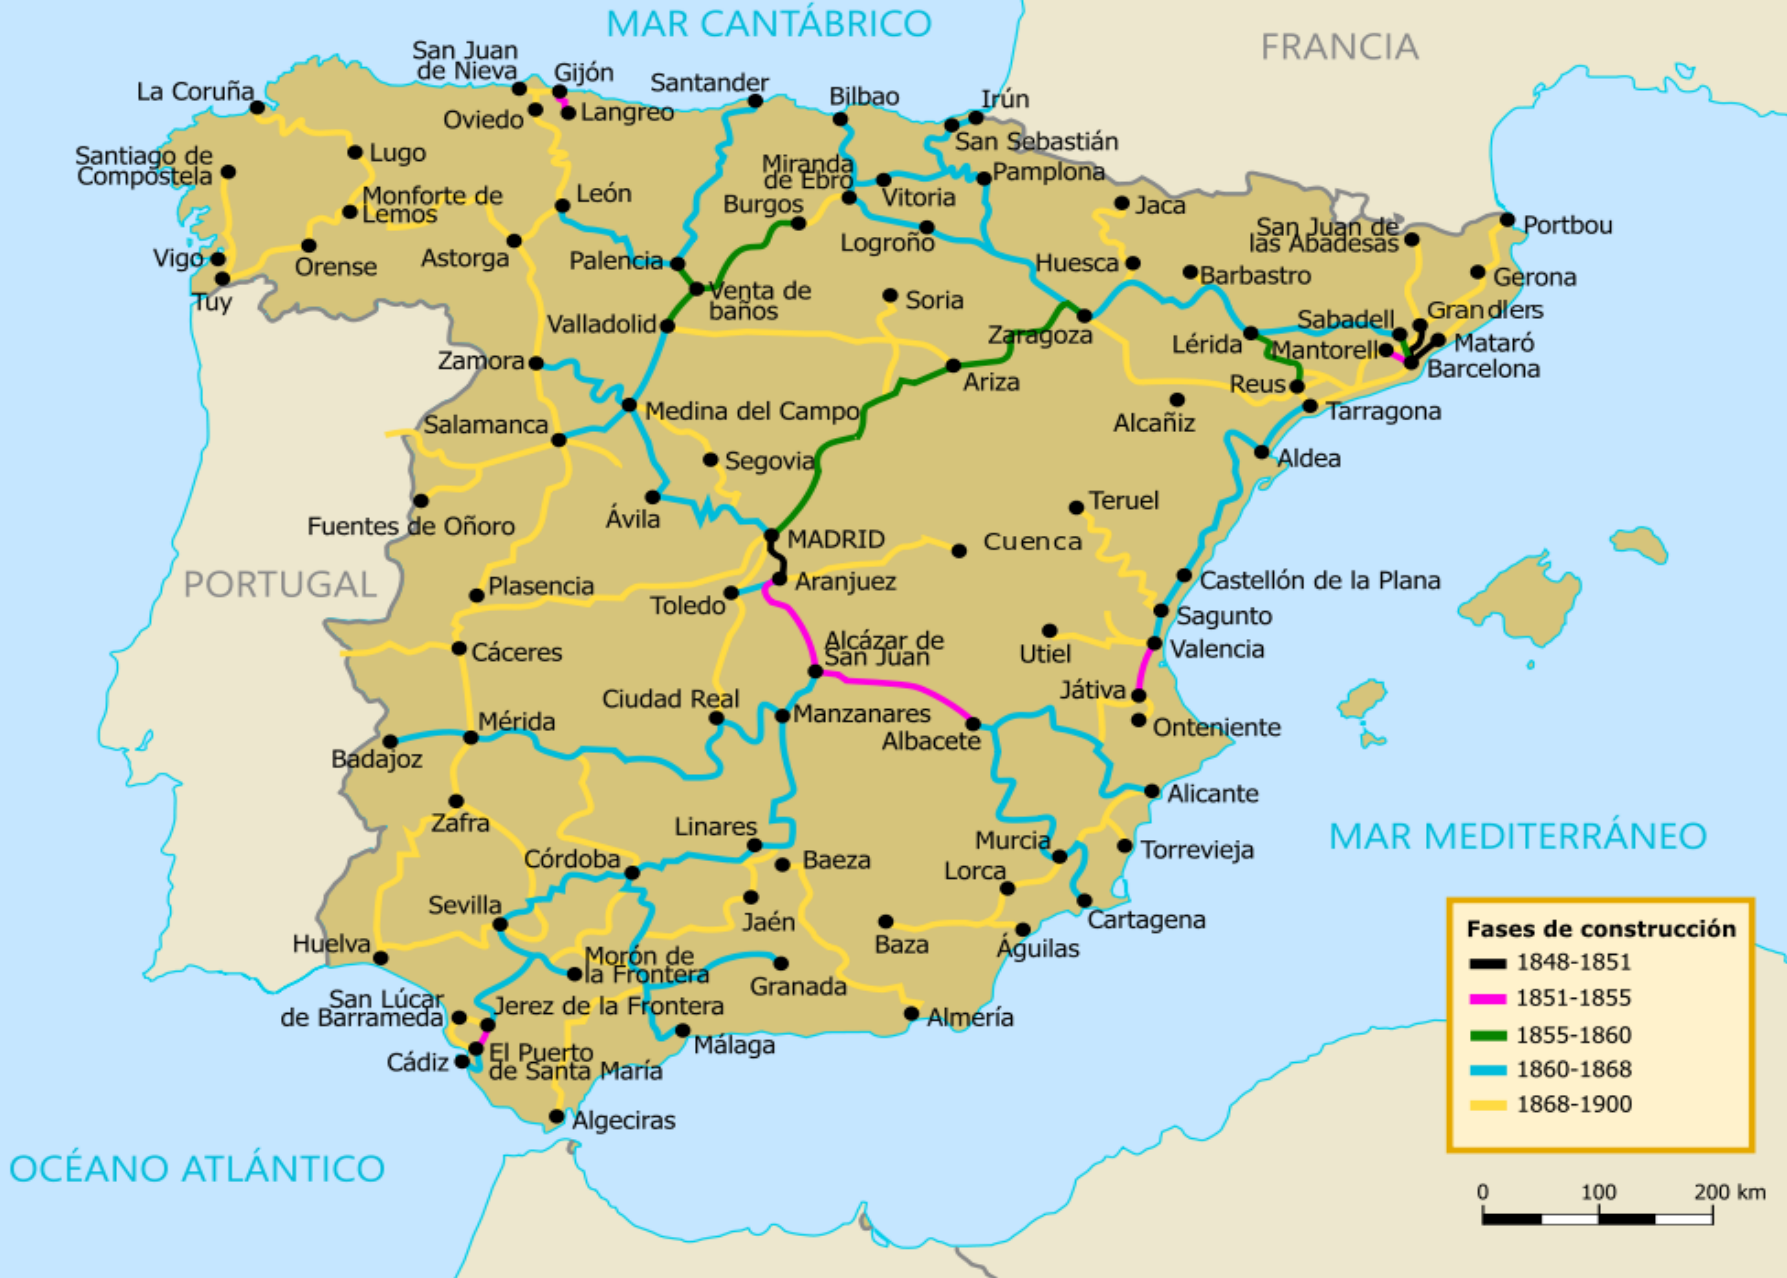 MAR CANTÁBRICO
FRANCIA
San Juan
de Nieva
Gijón
Santander
La Coruña
Bilbao
Irún
Oviedo
Langreo
San Sebastián
Santiago de
Compostela
Lugo
Miranda
de Ebro
Pamplona
Monforte de
Lemos
León
Burgos
Vitoria
Jaca
San Juan de
las Abadesas
Portbou
Vigo
Orense
Astorga
Palencia
Logroño
Huesca
Barbastro
Gerona
Tuy
Venta de
baños
Soria
Grandlers
Valladolid
Zaragoza
Sabadell
Lérida
Mantorell
Mataró
Zamora
Ariza
Reus
Barcelona
Salamanca
Medina del Campo
Alcañiz
Tarragona
Segovia
Aldea
Fuentes de Oñoro
Ávila
Teruel
MADRID
Cuenca
PORTUGAL
Plasencia
Aranjuez
Castellón de la Plana
Toledo
Sagunto
Cáceres
Alcázar de
San Juan
Utiel
Valencia
Ciudad Real
Játiva
Mérida
Manzanares
Onteniente
Badajoz
Albacete
Alicante
Zafra
Linares
Murcia
Torrevieja
MAR MEDITERRÁNEO
Córdoba
Baeza
Lorca
Sevilla
Jaén
Cartagena
Huelva
Baza
Águilas
Morón de
la Frontera
Granada
San Lúcar
de Barrameda
Jerez de la Frontera
Almería
Cádiz
El Puerto
de Santa María
Málaga
Algeciras
OCÉANO ATLÁNTICO
Fases de construcción
1848-1851
1851-1855
1855-1860
1860-1868
1868-1900
0 100 200 km